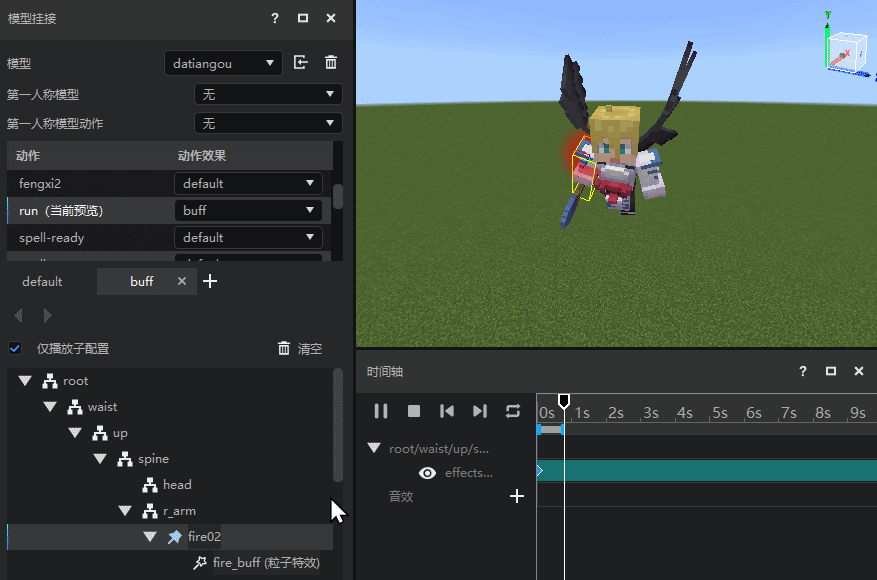 模型挂接
模型 datiangou
第一人称模型 无
第一人称模型动作 无
动作 动作效果
fengxi2 default
run（当前预览） buff
spell-ready default
default buff
仅播放子配置 清空
root
waist
up
spine
head
r_arm
fire02
fire_buff (粒子特效)
Y
X
时间轴
0s 1s 2s 3s 4s 5s 6s 7s 8s 9s
root/waist/up/s...
effects...
音效